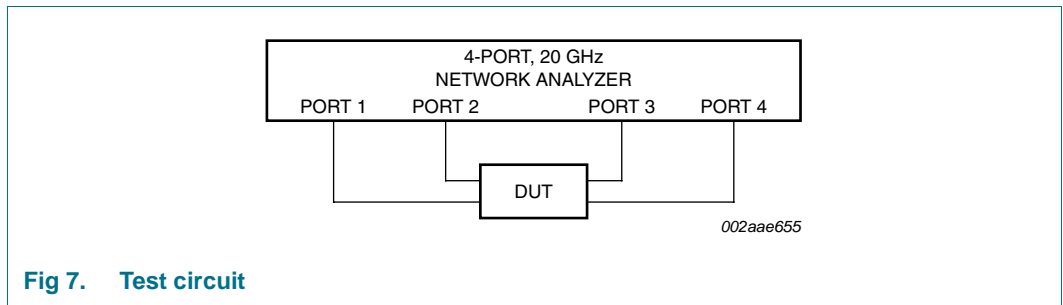 4-PORT, 20 GHz
NETWORK ANALYZER
PORT 1 PORT 2 PORT 3 PORT 4
DUT
002aae655
Fig 7. Test circuit